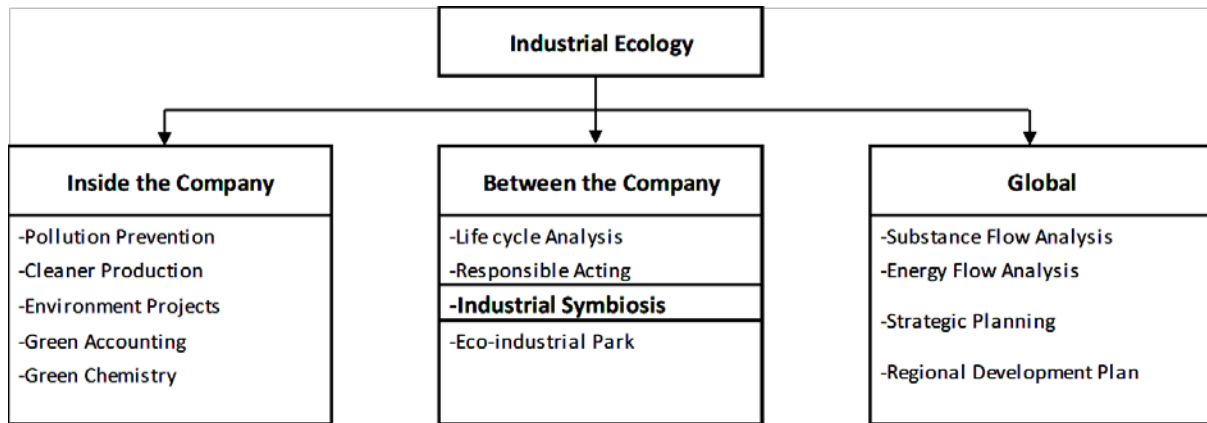 Industrial Ecology
Inside the Company
-Pollution Prevention
-Cleaner Production
-Environment Projects
-Green Accounting
-Green Chemistry
Between the Company
-Life cycle Analysis
-Responsible Acting
-Industrial Symbiosis
-Eco-industrial Park
Global
-Substance Flow Analysis
-Energy Flow Analysis
-Strategic Planning
-Regional Development Plan